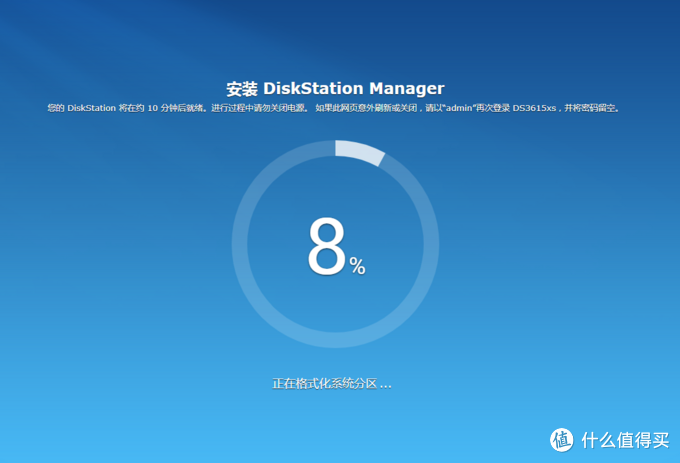 安装 DiskStation Manager
您的 DiskStation 将在约 10 分钟后就绪。进行过程中请勿关闭电源。 如果此网页意外刷新或关闭，请以“admin”再次登录 DS3615xs，并将密码留空。
8%
正在格式化系统分区 ...
值 什么值得买